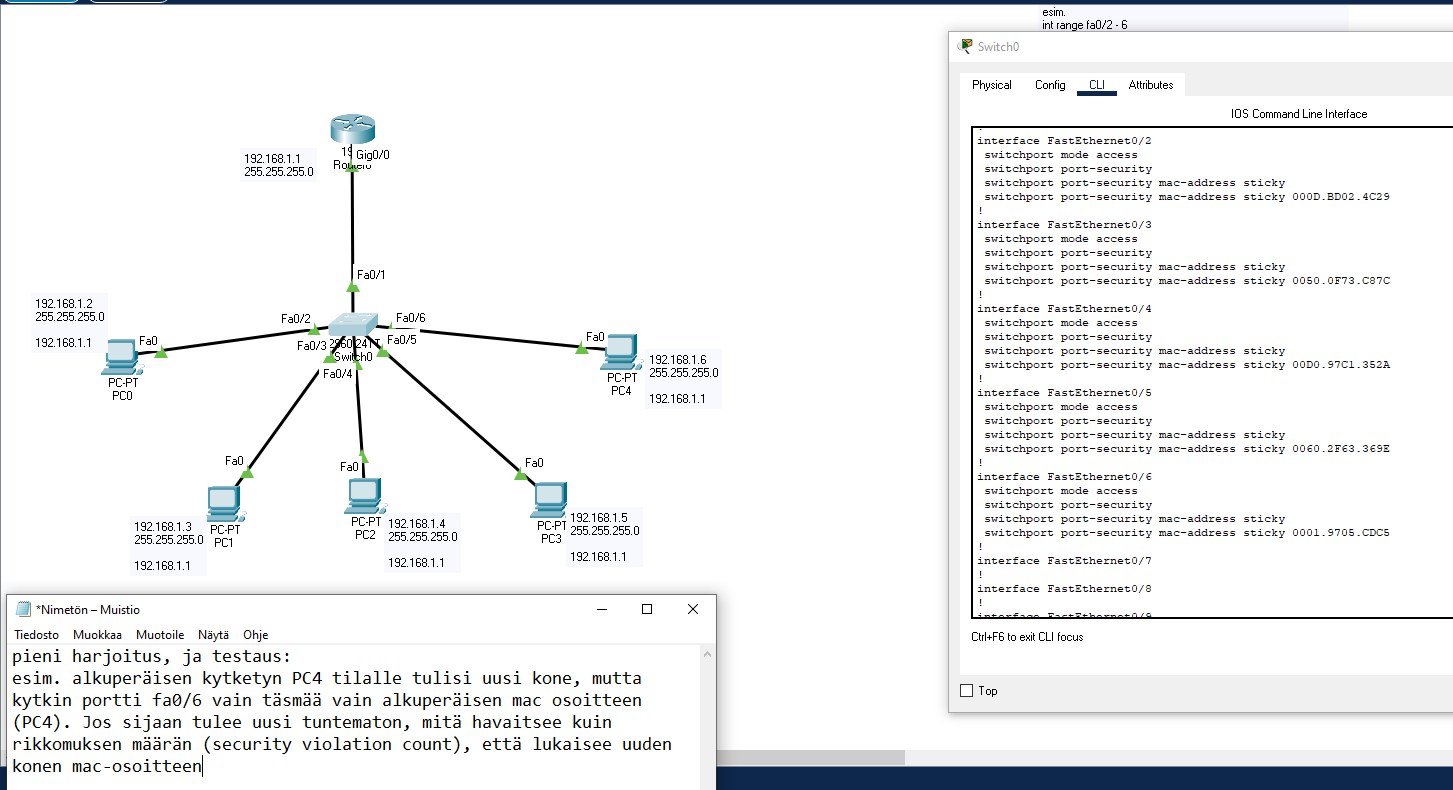 esim.
int range fa0/2 - 6
Switch0
Physical
Config
CLI
Attributes
IOS Command Line Interface
interface FastEthernet0/2
switchport mode access
switchport port-security
switchport port-security mac-address sticky
switchport port-security mac-address sticky 000D.BD02.4C29
!
interface FastEthernet0/3
switchport mode access
switchport port-security
switchport port-security mac-address sticky
switchport port-security mac-address sticky 0050.0F73.C87C
!
interface FastEthernet0/4
switchport mode access
switchport port-security
switchport port-security mac-address sticky
switchport port-security mac-address sticky 00D0.97C1.352A
!
interface FastEthernet0/5
switchport mode access
switchport port-security
switchport port-security mac-address sticky
switchport port-security mac-address sticky 0060.2F63.369E
!
interface FastEthernet0/6
switchport mode access
switchport port-security
switchport port-security mac-address sticky
switchport port-security mac-address sticky 0001.9705.CDC5
!
interface FastEthernet0/7
!
interface FastEthernet0/8
!
interface FastEthernet0/9
Ctrl+F6 to exit CLI focus
Top
192.168.1.1
255.255.255.0
Gig0/0
Fa0/1
192.168.1.2
255.255.255.0
192.168.1.1
Fa0
PC-PT
PC0
Fa0/2
Fa0/6
Fa0/3
Fa0/5
Switch0
Fa0/4
Fa0
PC-PT
PC4
192.168.1.6
255.255.255.0
192.168.1.1
Fa0
PC-PT
PC1
192.168.1.3
255.255.255.0
192.168.1.1
Fa0
PC-PT
PC2
192.168.1.4
255.255.255.0
192.168.1.1
Fa0
PC-PT
PC3
192.168.1.5
255.255.255.0
192.168.1.1
*Nimetön – Muistio
Tiedosto Muokkaa Muotoile Näytä Ohje
pieni harjoitus, ja testaus:
esim. alkuperäisen kytketyn PC4 tilalle tulisi uusi kone, mutta
kytkin portti fa0/6 vain täsmää vain alkuperäisen mac osoitteen
(PC4). Jos sijaan tulee uusi tuntematon, mitä havaitsee kuin
rikkomuksen määrän (security violation count), että lukaisee uuden
konen mac-osoitteen